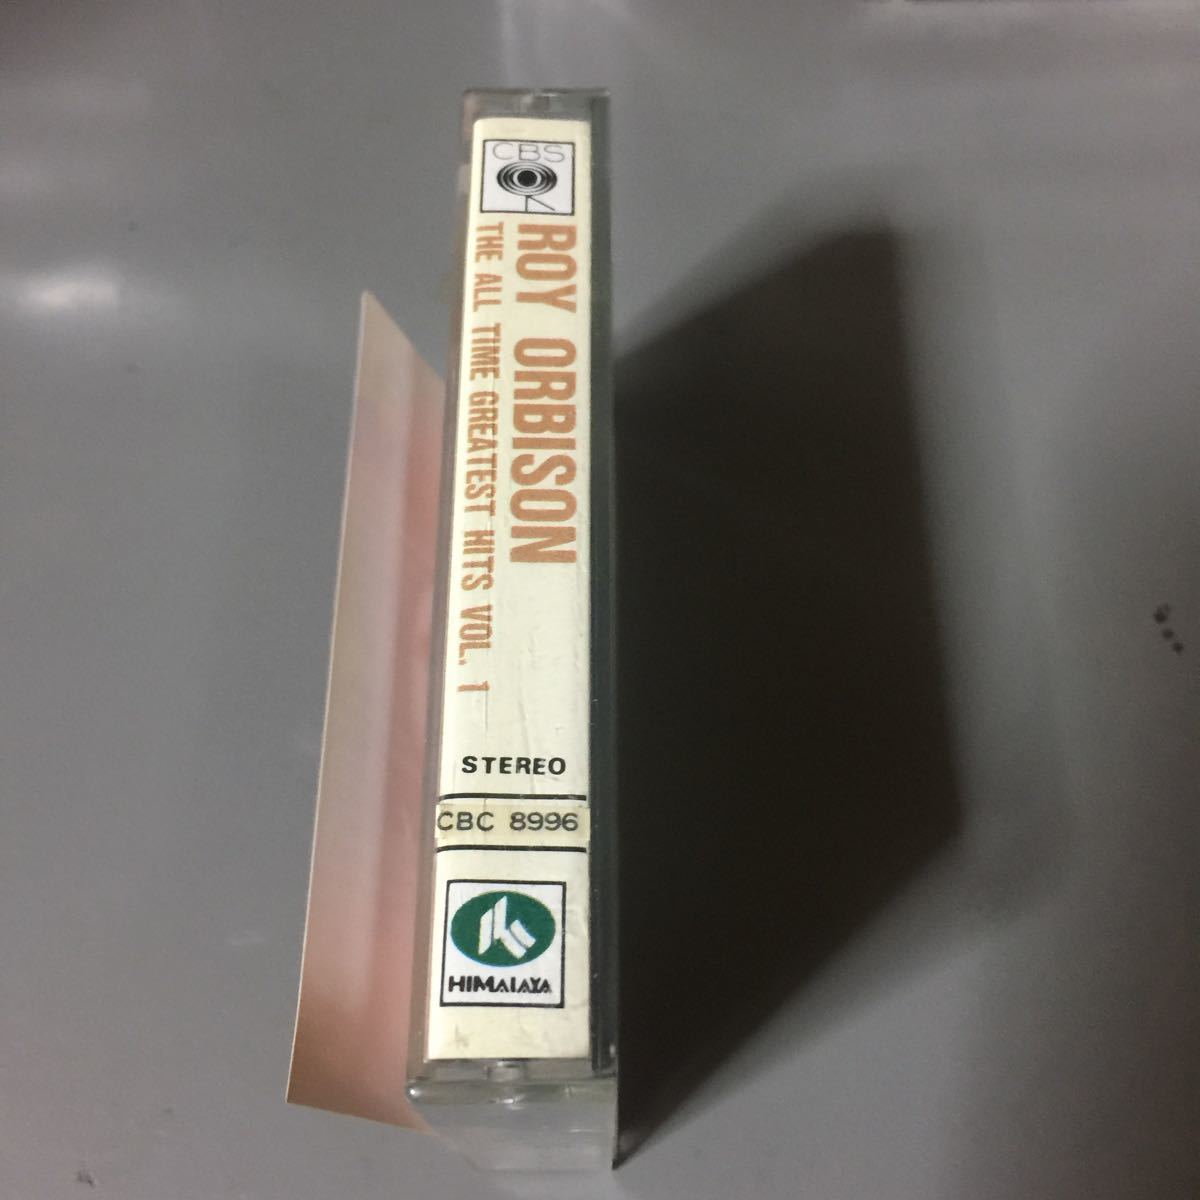 CBS
ROY ORBISON
THE ALL TIME GREATEST HITS VOL. 1
STEREO
CBC 8996
HIMALAYA